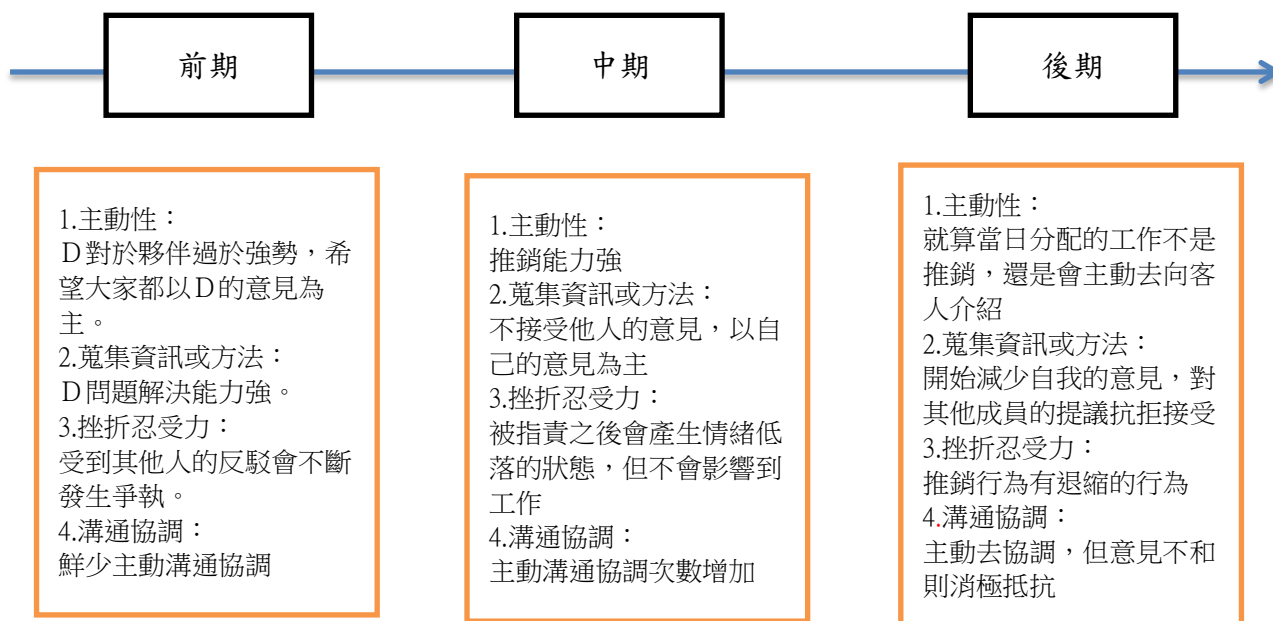 前期
中期
後期
1.主動性：
Ｄ對於夥伴過於強勢，希
望大家都以Ｄ的意見為
主。
2.蒐集資訊或方法：
Ｄ問題解決能力強。
3.挫折忍受力：
受到其他人的反駁會不斷
發生爭執。
4.溝通協調：
鮮少主動溝通協調
1.主動性：
推銷能力強
2.蒐集資訊或方法：
不接受他人的意見，以自
己的意見為主
3.挫折忍受力：
被指責之後會產生情緒低
落的狀態，但不會影響到
工作
4.溝通協調：
主動溝通協調次數增加
1.主動性：
就算當日分配的工作不是
推銷，還是會主動去向客
人介紹
2.蒐集資訊或方法：
開始減少自我的意見，對
其他成員的提議抗拒接受
3.挫折忍受力：
推銷行為有退縮的行為
4.溝通協調：
主動去協調，但意見不和
則消極抵抗